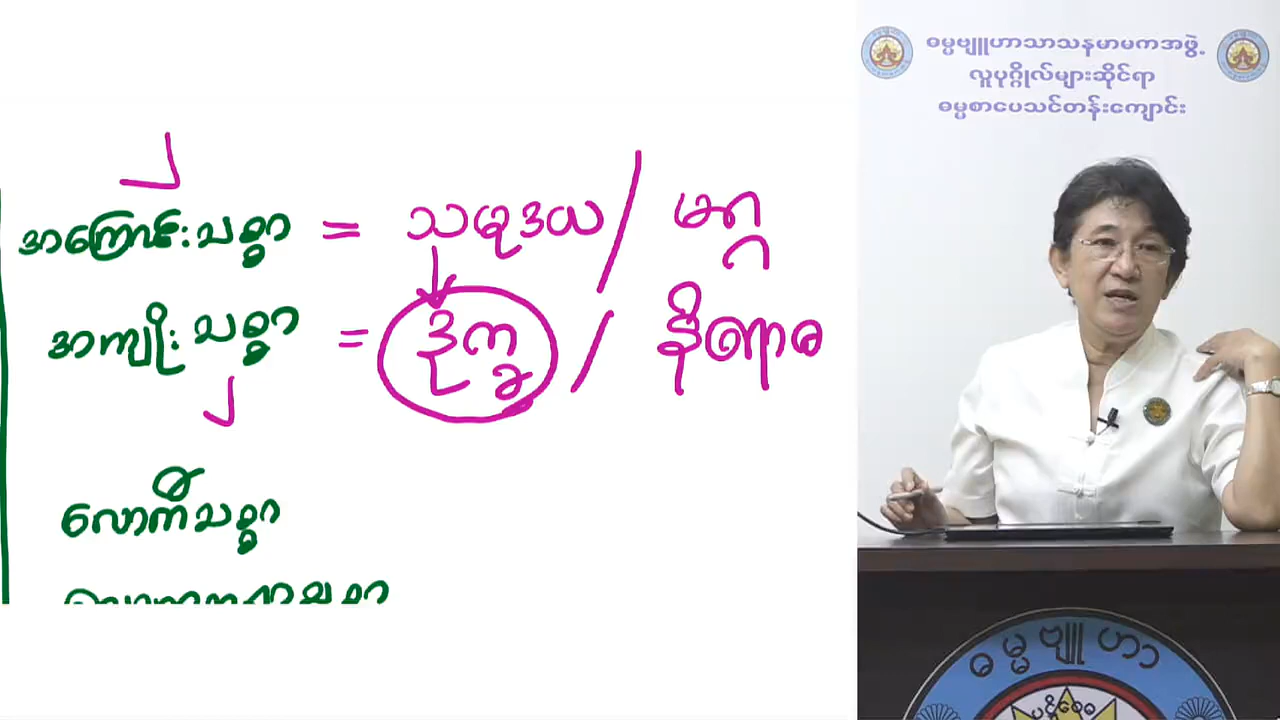 ၂
အကြောင်းသစ္စာ = သမုဒယ / မဂ္ဂ
အကျိုးသစ္စာ = ဒုက္ခ / နိရောဓ
၂
လောကီသစ္စာ
ဓမ္မဗျူဟာသာသနမာမကအဖွဲ့
လူပုဂ္ဂိုလ်များဆိုင်ရာ
ဓမ္မစာပေသင်တန်းကျောင်း
ဓမ္မဗျူဟာ